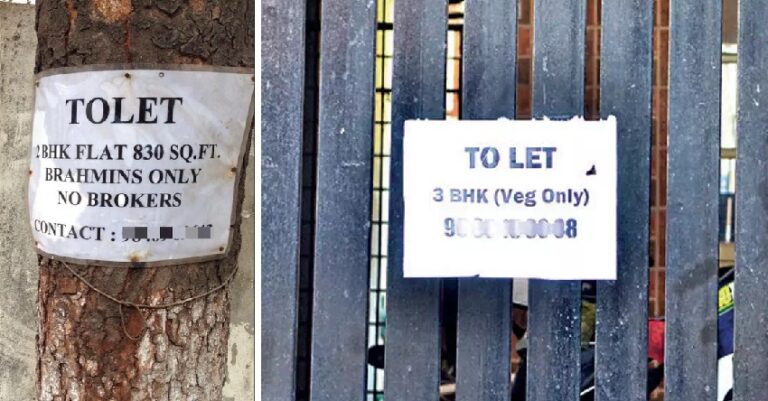 TOLET
2 BHK FLAT 830 SQ.FT.
BRAHMINS ONLY
NO BROKERS
CONTACT :
TO LET
3 BHK (Veg Only)